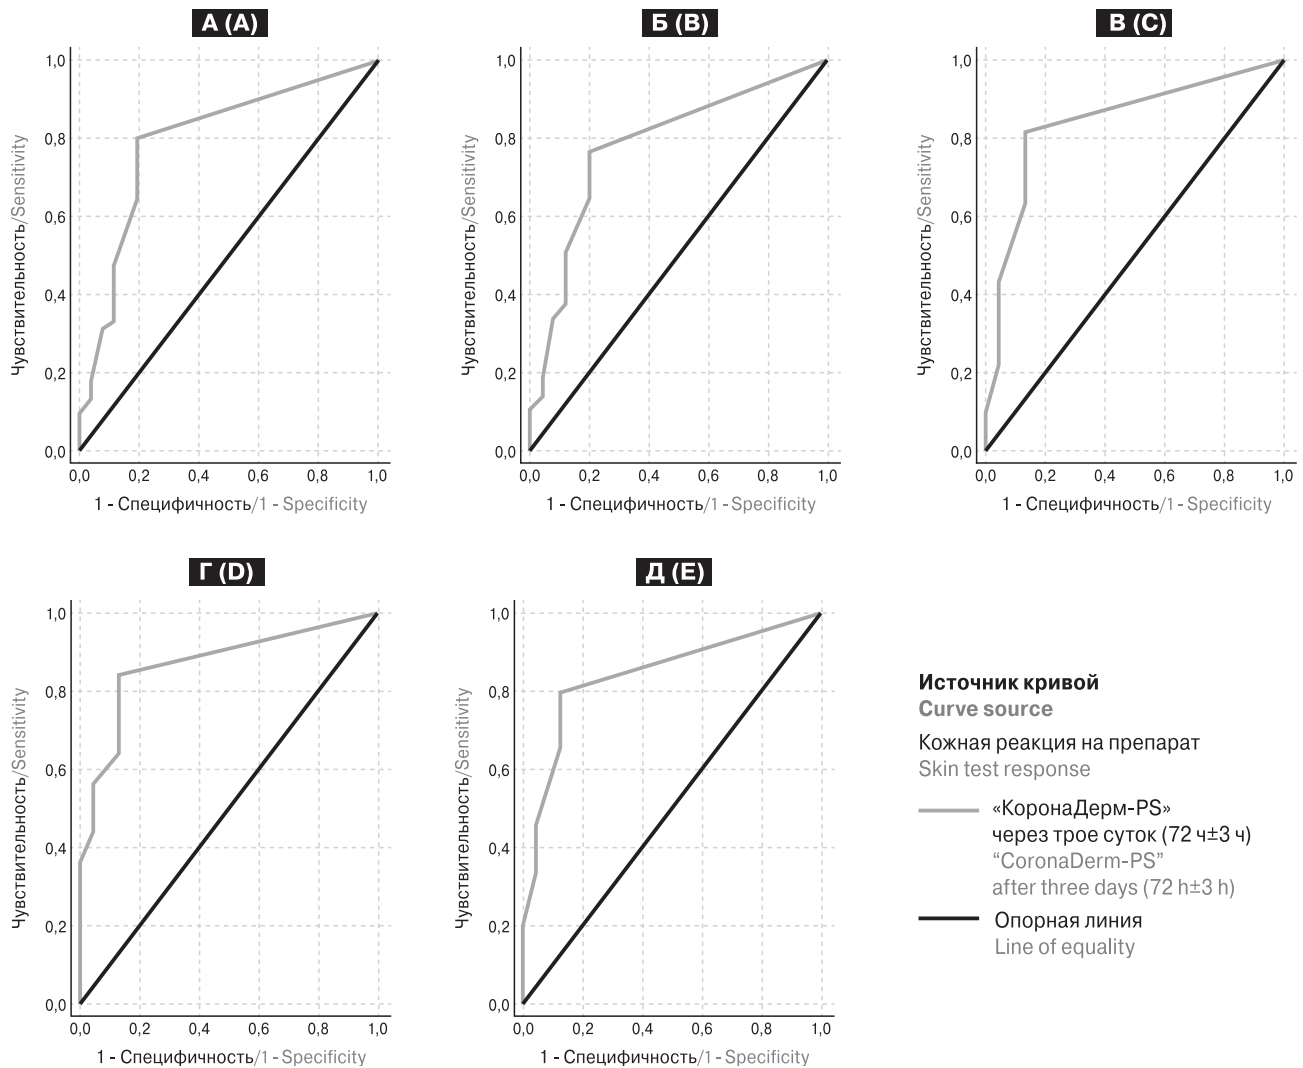 А (A)
1,0
0,8
0,6
0,4
0,2
0,0
Чувствительность/Sensitivity
0,0 0,2 0,4 0,6 0,8 1,0
1 - Специфичность/1 - Specificity
Б (B)
1,0
0,8
0,6
0,4
0,2
0,0
Чувствительность/Sensitivity
0,0 0,2 0,4 0,6 0,8 1,0
1 - Специфичность/1 - Specificity
В (C)
1,0
0,8
0,6
0,4
0,2
0,0
Чувствительность/Sensitivity
0,0 0,2 0,4 0,6 0,8 1,0
1 - Специфичность/1 - Specificity
Г (D)
1,0
0,8
0,6
0,4
0,2
0,0
Чувствительность/Sensitivity
0,0 0,2 0,4 0,6 0,8 1,0
1 - Специфичность/1 - Specificity
Д (E)
1,0
0,8
0,6
0,4
0,2
0,0
Чувствительность/Sensitivity
0,0 0,2 0,4 0,6 0,8 1,0
1 - Специфичность/1 - Specificity
Источник кривой
Curve source
Кожная реакция на препарат
Skin test response
«КоронаДерм-PS»
через трое суток (72 ч±3 ч)
“CoronaDerm-PS”
after three days (72 h±3 h)
Опорная линия
Line of equality